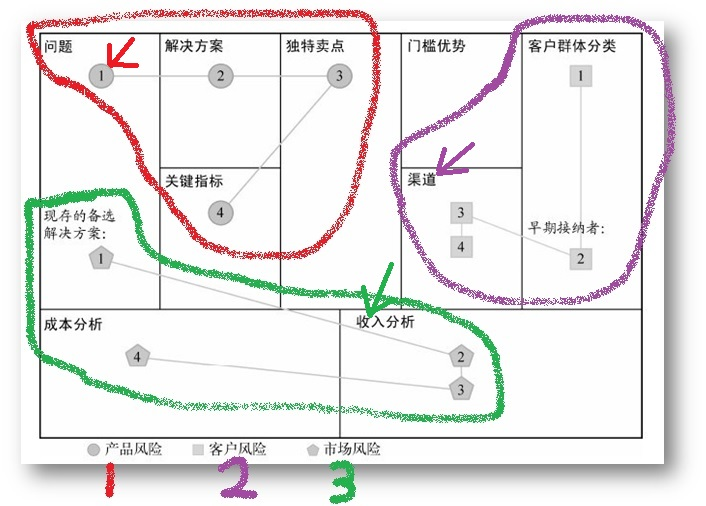 问题
1
解决方案
2
独特卖点
3
门槛优势
客户群体分类
1
关键指标
4
渠道
3
4
现存的备选
解决方案:
1
早期接纳者:
2
成本分析
4
收入分析
2
3
产品风险 客户风险 市场风险
1 2 3